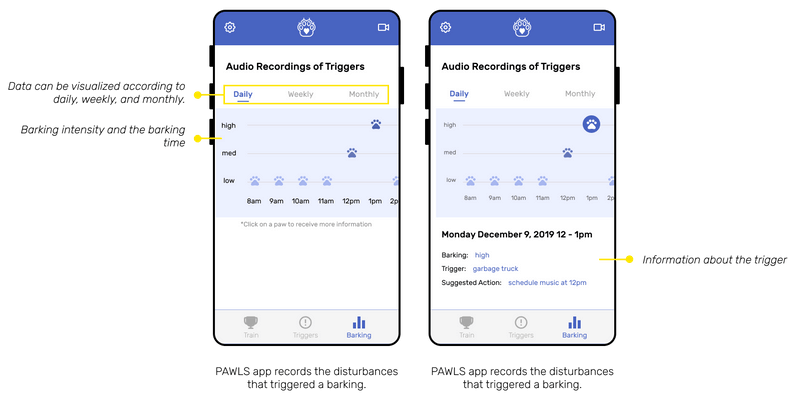 Data can be visualized according to
daily, weekly, and monthly.
Barking intensity and the barking
time
Audio Recordings of Triggers
Daily Weekly Monthly
high
med
low
8am 9am 10am 11am 12pm 1pm 2p
*Click on a paw to receive more information
Train Triggers Barking
PAWLS app records the disturbances
that triggered a barking.
Audio Recordings of Triggers
Daily Weekly Monthly
high
med
low
8am 9am 10am 11am 12pm 1pm 2p
Monday December 9, 2019 12 - 1pm
Barking: high
Trigger: garbage truck
Suggested Action: schedule music at 12pm
Train Triggers Barking
PAWLS app records the disturbances
that triggered a barking.
Information about the trigger